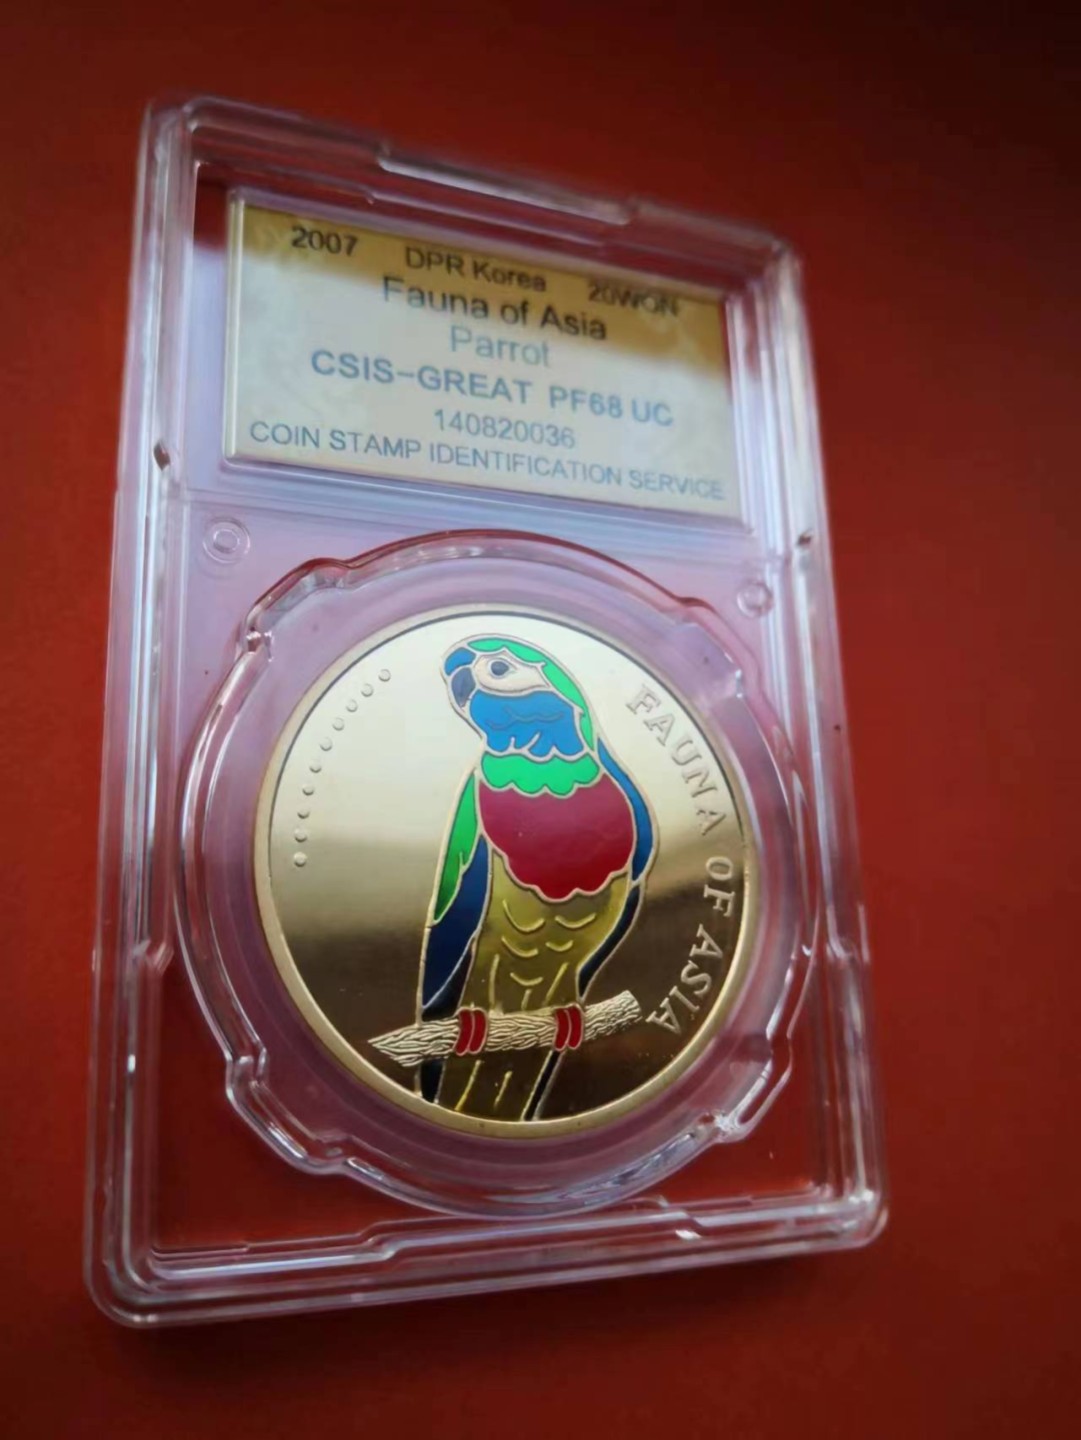 2007 DPR Korea 20WON
Fauna of Asia
Parrot
CSIS-GREAT PF68 UC
140820036
COIN STAMP IDENTIFICATION SERVICE
FAUNA OF ASIA